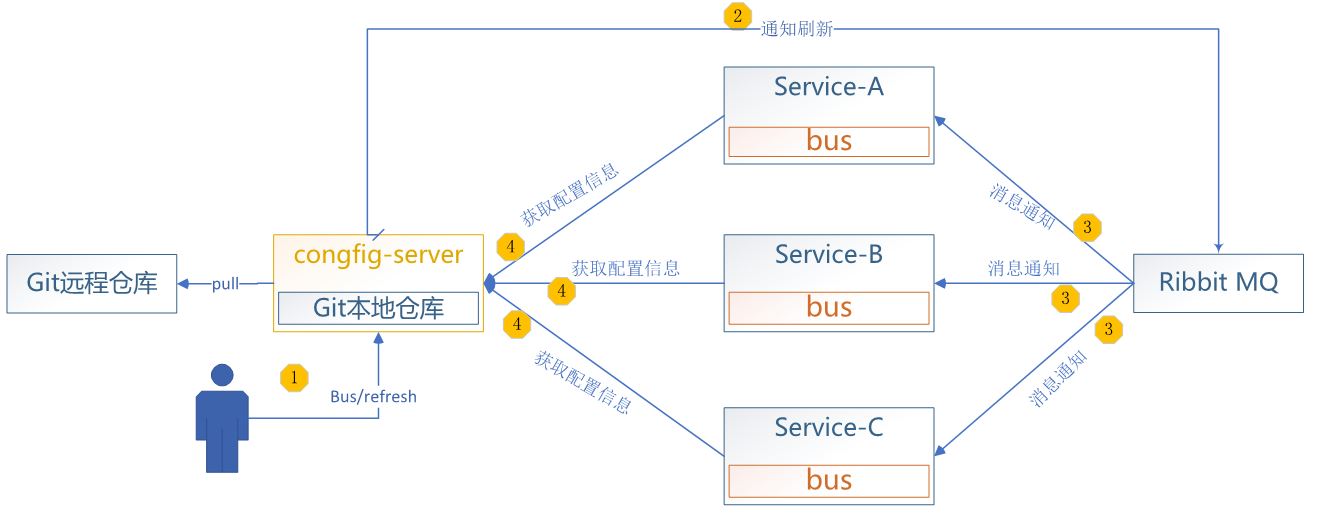 2
通知刷新
Service-A
bus
获取配置信息
消息通知
3
4
congfig-server
Git本地仓库
Git远程仓库
pull
Service-B
bus
获取配置信息
4
消息通知
3
Ribbit MQ
4
获取配置信息
3
消息通知
1
Bus/refresh
Service-C
bus